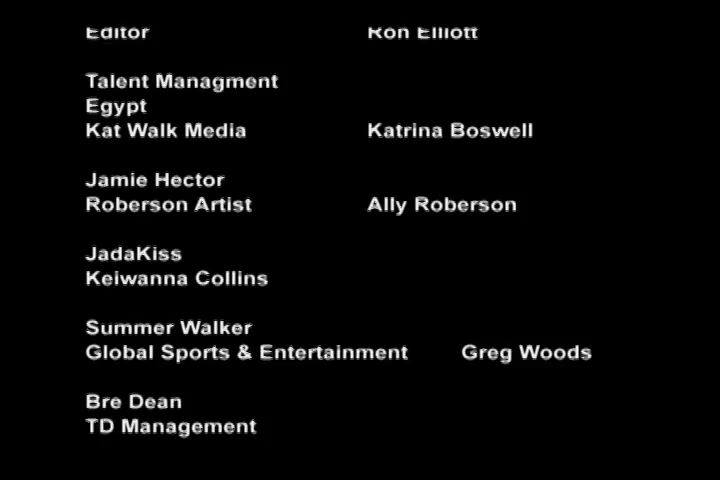 Editor Ron Elliott
Talent Managment
Egypt
Kat Walk Media Katrina Boswell
Jamie Hector
Roberson Artist Ally Roberson
JadaKiss
Keiwanna Collins
Summer Walker
Global Sports & Entertainment Greg Woods
Bre Dean
TD Management